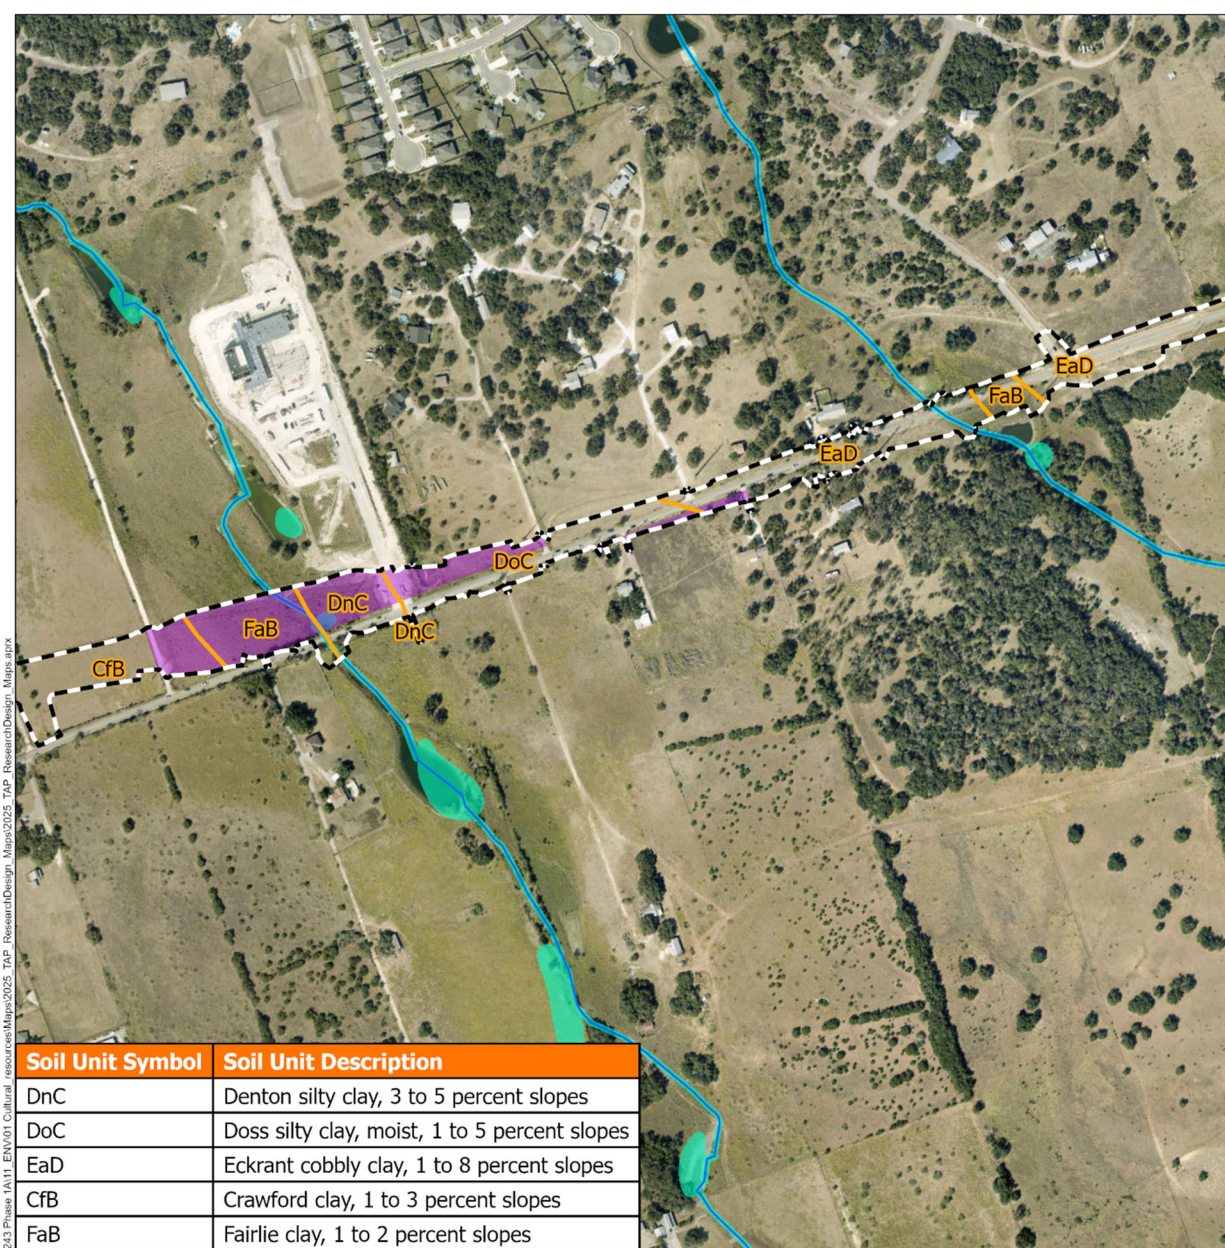 EaD
FaB
EaD
DoC
DnC
FaB
DnC
CfB
243 Phase 1A\11_ENV\01 Cultural_resources\Maps\2025_TAP_ResearchDesign_Maps\2025_TAP_ResearchDesign_Maps.aprx
Soil Unit Symbol Soil Unit Description
DnC Denton silty clay, 3 to 5 percent slopes
DoC Doss silty clay, moist, 1 to 5 percent slopes
EaD Eckrant cobbly clay, 1 to 8 percent slopes
CfB Crawford clay, 1 to 3 percent slopes
FaB Fairlie clay, 1 to 2 percent slopes